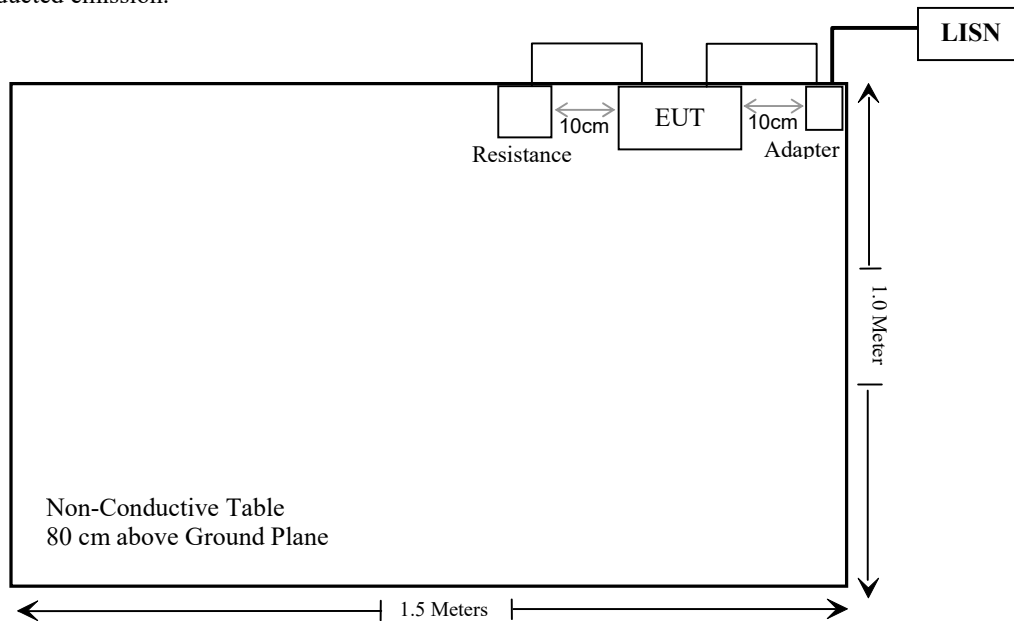 LISN
EUT
10cm
10cm
Resistance
Adapter
1.0 Meter
Non-Conductive Table
80 cm above Ground Plane
1.5 Meters